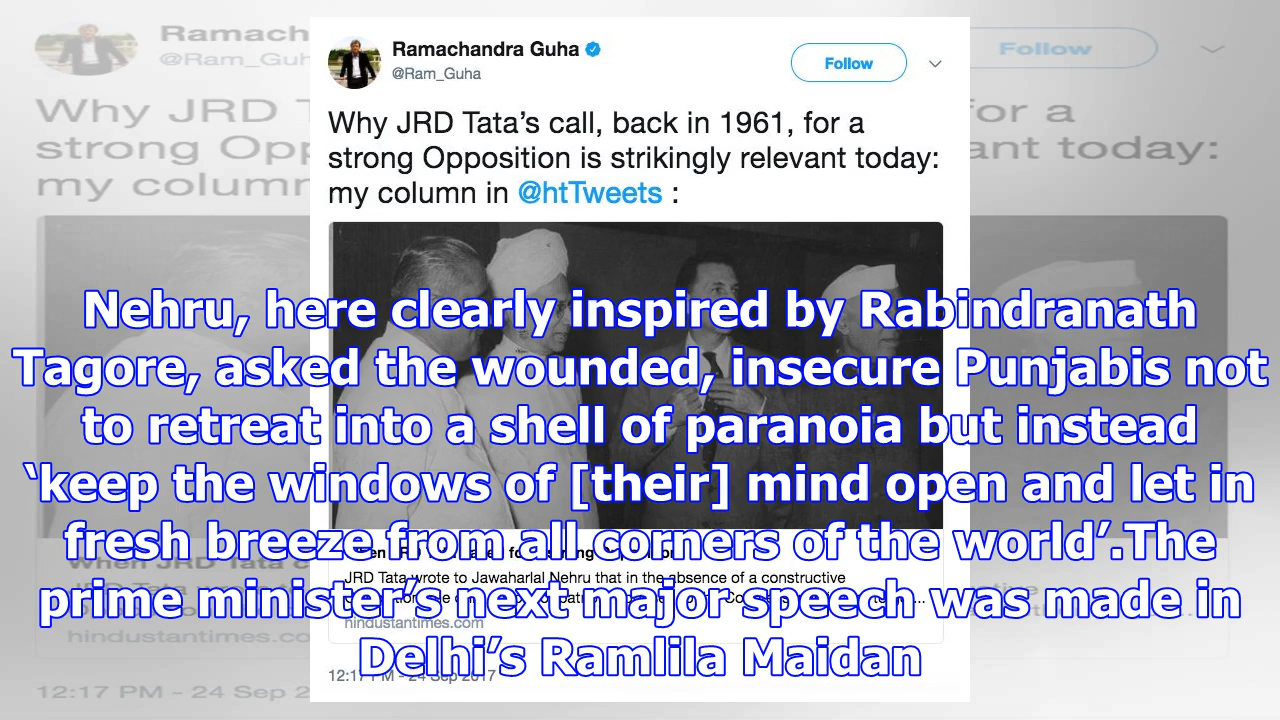 Ramachandra Guha
@Ram_Guha
Follow
Why JRD Tata’s call, back in 1961, for a
strong Opposition is strikingly relevant today:
my column in @htTweets :
Nehru, here clearly inspired by Rabindranath
Tagore, asked the wounded, insecure Punjabis not
to retreat into a shell of paranoia but instead
‘keep the windows of [their] mind open and let in
fresh breeze from all corners of the world’.The
prime minister’s next major speech was made in
Delhi’s Ramlila Maidan
JRD Tata wrote to Jawaharlal Nehru that in the absence of a constructive
hindustantimes.com
12:17 PM - 24 Sep 2017